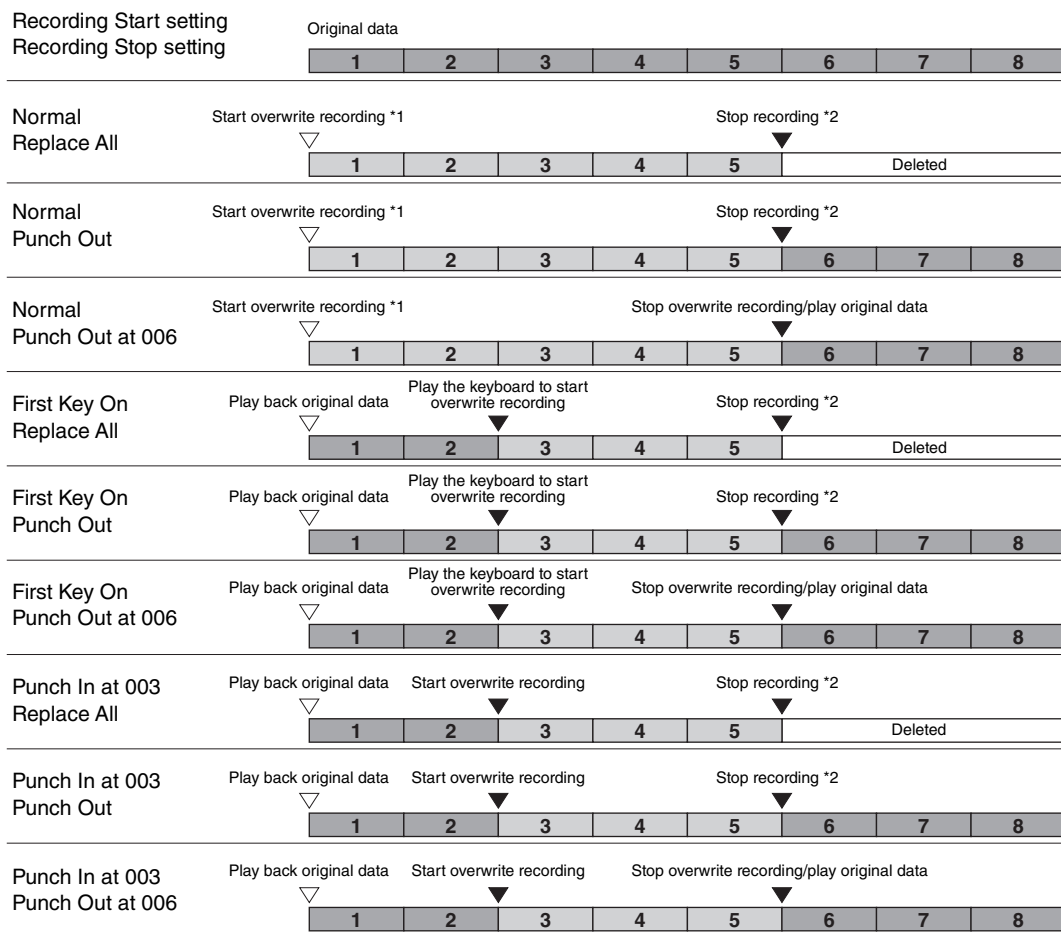 Recording Start setting
Recording Stop setting
Original data
1 2 3 4 5 6 7 8
Normal
Replace All
Start overwrite recording *1
Stop recording *2
1 2 3 4 5 Deleted
Normal
Punch Out
Start overwrite recording *1
Stop recording *2
1 2 3 4 5 6 7 8
Normal
Punch Out at 006
Start overwrite recording *1
Stop overwrite recording/play original data
1 2 3 4 5 6 7 8
First Key On
Replace All
Play back original data
Play the keyboard to start
overwrite recording
Stop recording *2
1 2 3 4 5 Deleted
First Key On
Punch Out
Play back original data
Play the keyboard to start
overwrite recording
Stop recording *2
1 2 3 4 5 6 7 8
First Key On
Punch Out at 006
Play back original data
Play the keyboard to start
overwrite recording
Stop overwrite recording/play original data
1 2 3 4 5 6 7 8
Punch In at 003
Replace All
Play back original data
Start overwrite recording
Stop recording *2
1 2 3 4 5 Deleted
Punch In at 003
Punch Out
Play back original data
Start overwrite recording
Stop recording *2
1 2 3 4 5 6 7 8
Punch In at 003
Punch Out at 006
Play back original data
Start overwrite recording
Stop overwrite recording/play original data
1 2 3 4 5 6 7 8